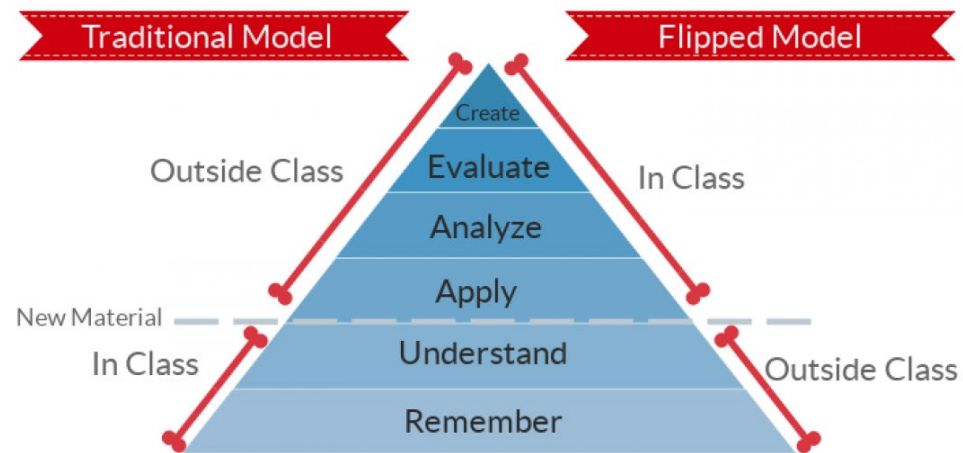 Traditional Model
Flipped Model
Create
Outside Class
Evaluate
In Class
Analyze
Apply
New Material
In Class
Understand
Outside Class
Remember